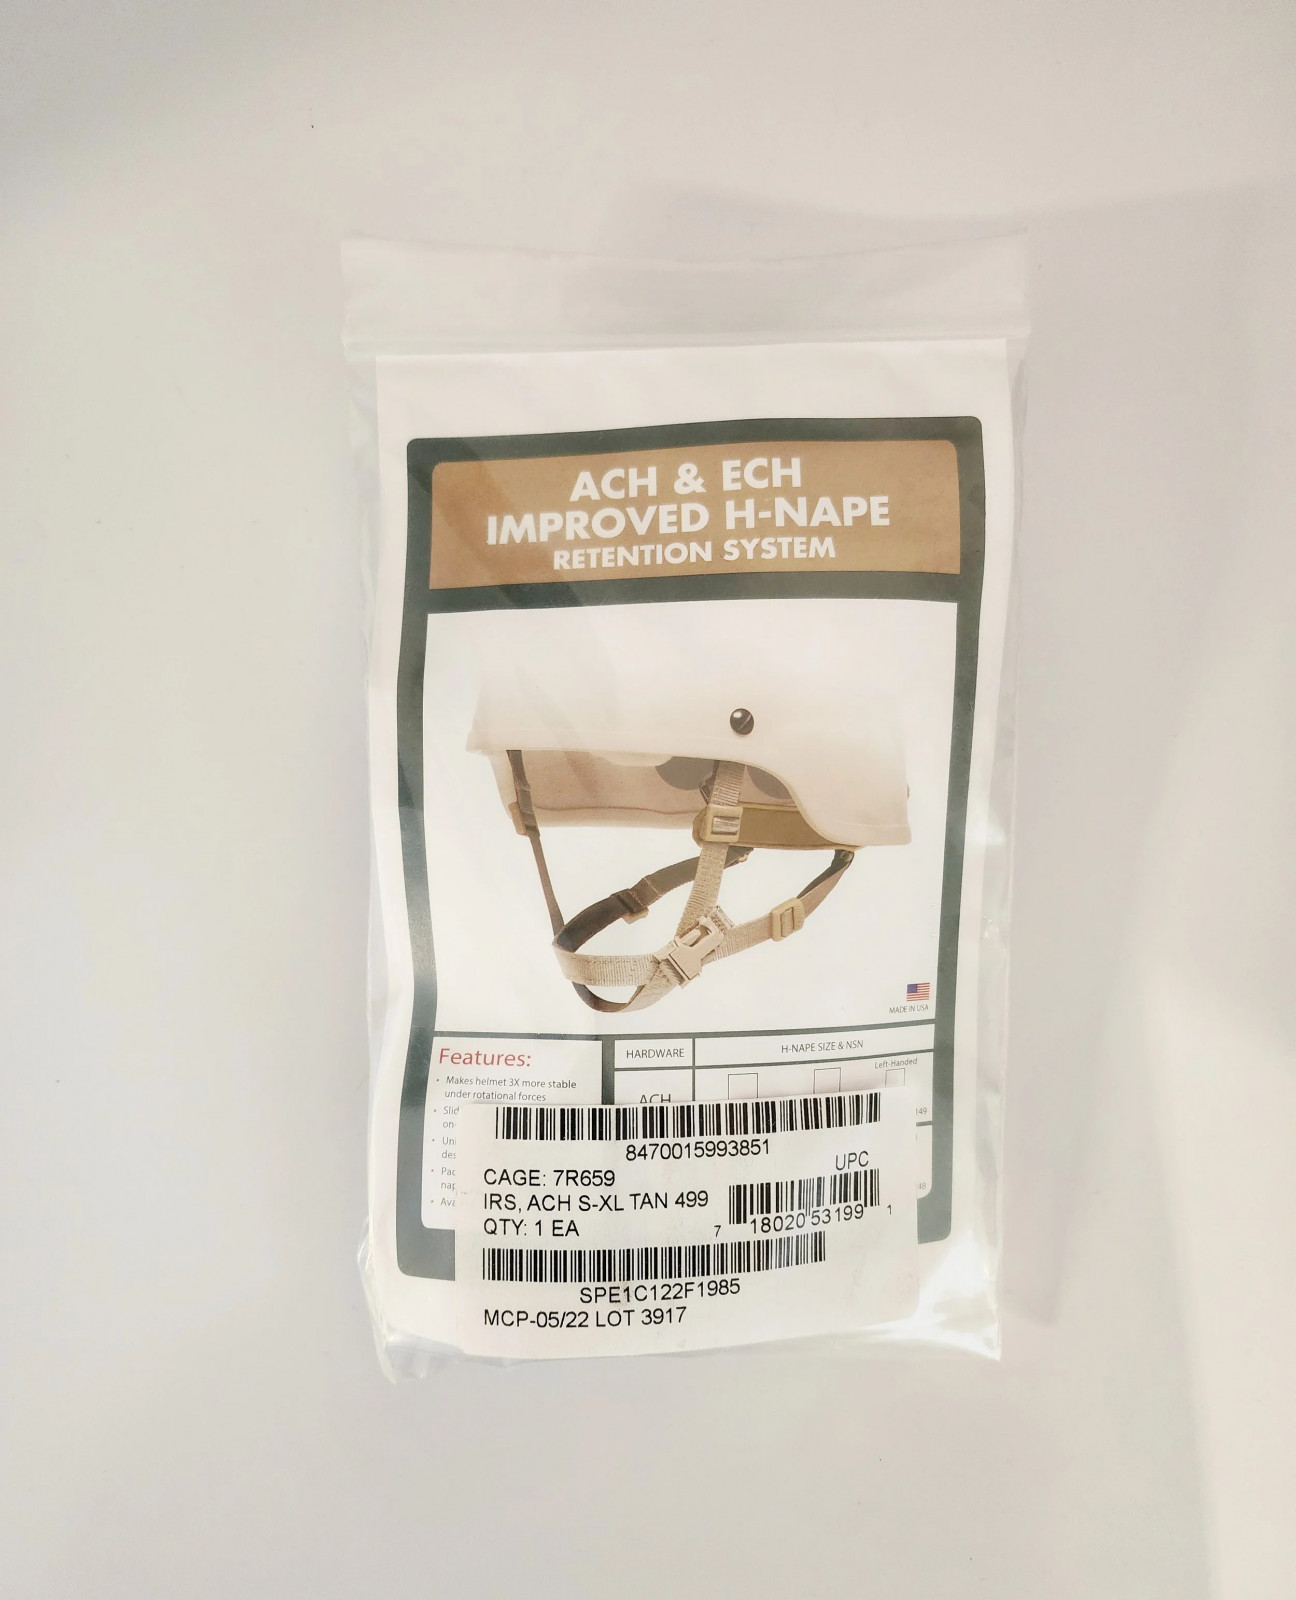 ACH & ECH
IMPROVED H-NAPE
RETENTION SYSTEM
MADE IN USA
Features:
• Makes helmet 3X more stable
under rotational forces
HARDWARE
H-NAPE SIZE & NSN
Left-Handed
ACH
8470015993851
CAGE: 7R659
UPC
IRS, ACH S-XL TAN 499
QTY: 1 EA
7 18020 53199 1
SPE1C122F1985
MCP-05/22 LOT 3917